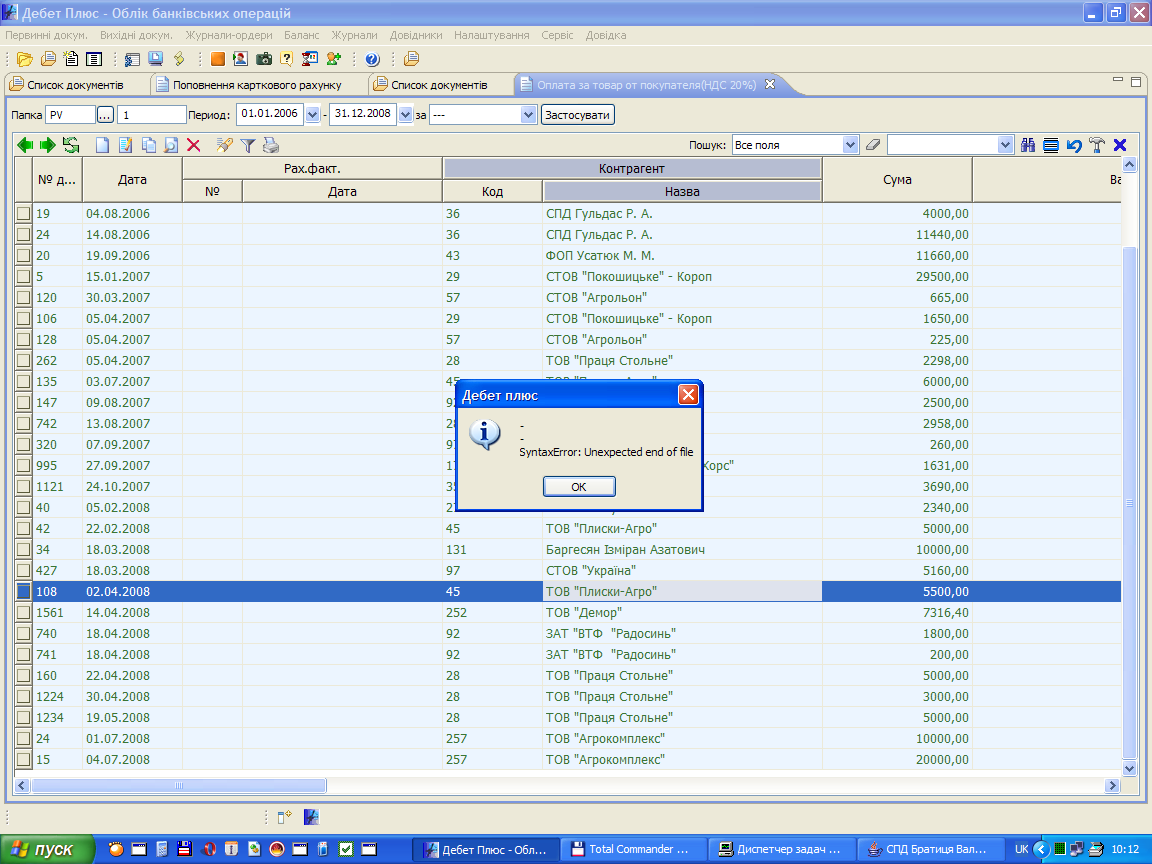 Дебет Плюс - Облік банківських операцій
Первинні докум. Вихідні докум. Журнали-ордери Баланс Журнали Довідники Налаштування Сервіс Довідка
Список документів Поповнення карткового рахунку Список документів Оплата за товар от покупателя(НДС 20%)
Папка PV ... 1 Период: 01.01.2006 - 31.12.2008 за --- Застосувати
Пошук: Все поля
№ д... Дата Рах.факт. Контрагент Сума Ва
№ Дата Код Назва
19 04.08.2006 36 СПД Гульдас Р. А. 4000,00
24 14.08.2006 36 СПД Гульдас Р. А. 11440,00
20 19.09.2006 43 ФОП Усатюк М. М. 11660,00
5 15.01.2007 29 СТОВ "Покошицьке" - Короп 29500,00
120 30.03.2007 57 СТОВ "Агрольон" 665,00
106 05.04.2007 29 СТОВ "Покошицьке" - Короп 1650,00
128 05.04.2007 57 СТОВ "Агрольон" 225,00
262 05.04.2007 28 ТОВ "Праця Стольне" 2298,00
135 03.07.2007 45 6000,00
147 09.08.2007 2500,00
742 13.08.2007 2958,00
320 07.09.2007 260,00
995 27.09.2007 Корс" 1631,00
1121 24.10.2007 3690,00
40 05.02.2008 2340,00
Дебет плюс
-
-
SyntaxError: Unexpected end of file
OK
42 22.02.2008 45 ТОВ "Плиски-Агро" 5000,00
34 18.03.2008 131 Баргесян Ізміран Азатович 10000,00
427 18.03.2008 97 СТОВ "Україна" 5160,00
108 02.04.2008 45 ТОВ "Плиски-Агро" 5500,00
1561 14.04.2008 252 ТОВ "Демор" 7316,40
740 18.04.2008 92 ЗАТ "ВТФ "Радосинь" 1800,00
741 18.04.2008 92 ЗАТ "ВТФ "Радосинь" 200,00
160 22.04.2008 28 ТОВ "Праця Стольне" 5000,00
1224 30.04.2008 28 ТОВ "Праця Стольне" 3000,00
1234 19.05.2008 28 ТОВ "Праця Стольне" 5000,00
24 01.07.2008 257 ТОВ "Агрокомплекс" 10000,00
15 04.07.2008 257 ТОВ "Агрокомплекс" 20000,00
пуск Дебет Плюс - Обл... Total Commander ... Диспетчер задач ... СПД Братиця Вал... UK 10:12